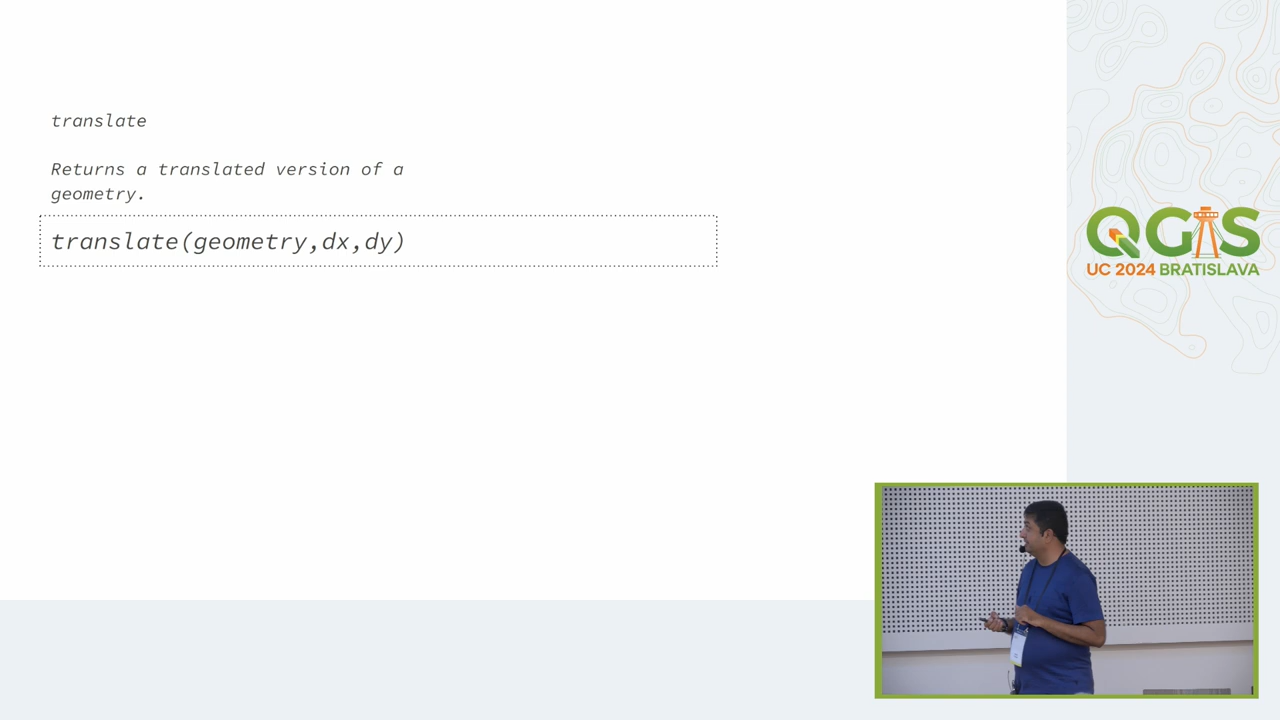 translate
Returns a translated version of a
geometry.
translate(geometry,dx,dy)
QGIS
UC 2024 BRATISLAVA